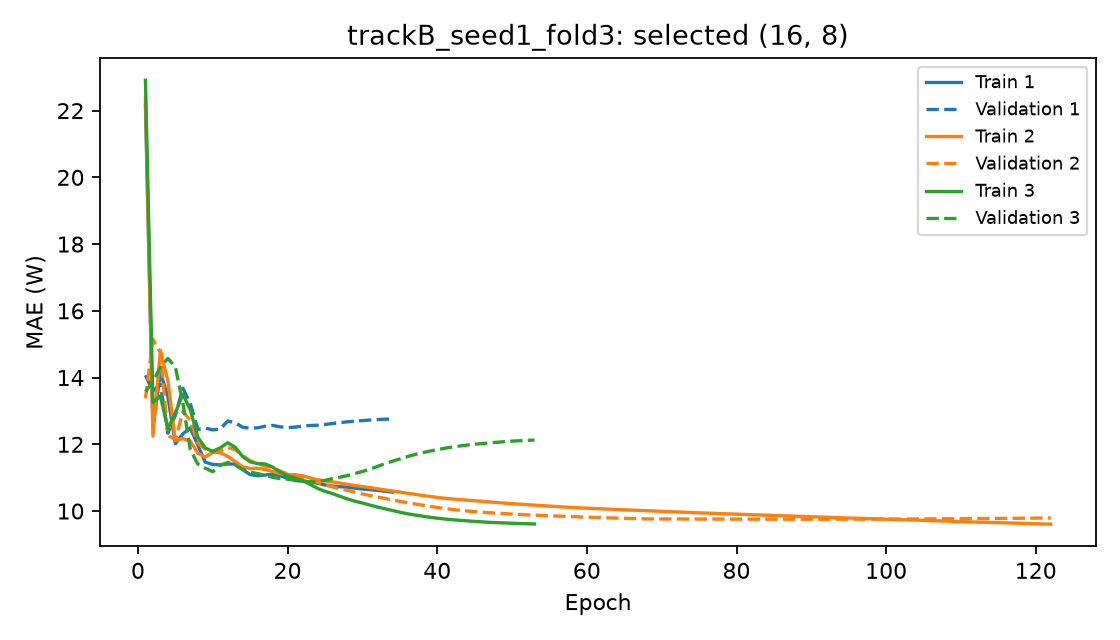 trackB_seed1_fold3: selected (16, 8)
Train 1
Validation 1
Train 2
Validation 2
Train 3
Validation 3
MAE (W)
22
20
18
16
14
12
10
0 20 40 60 80 100 120
Epoch